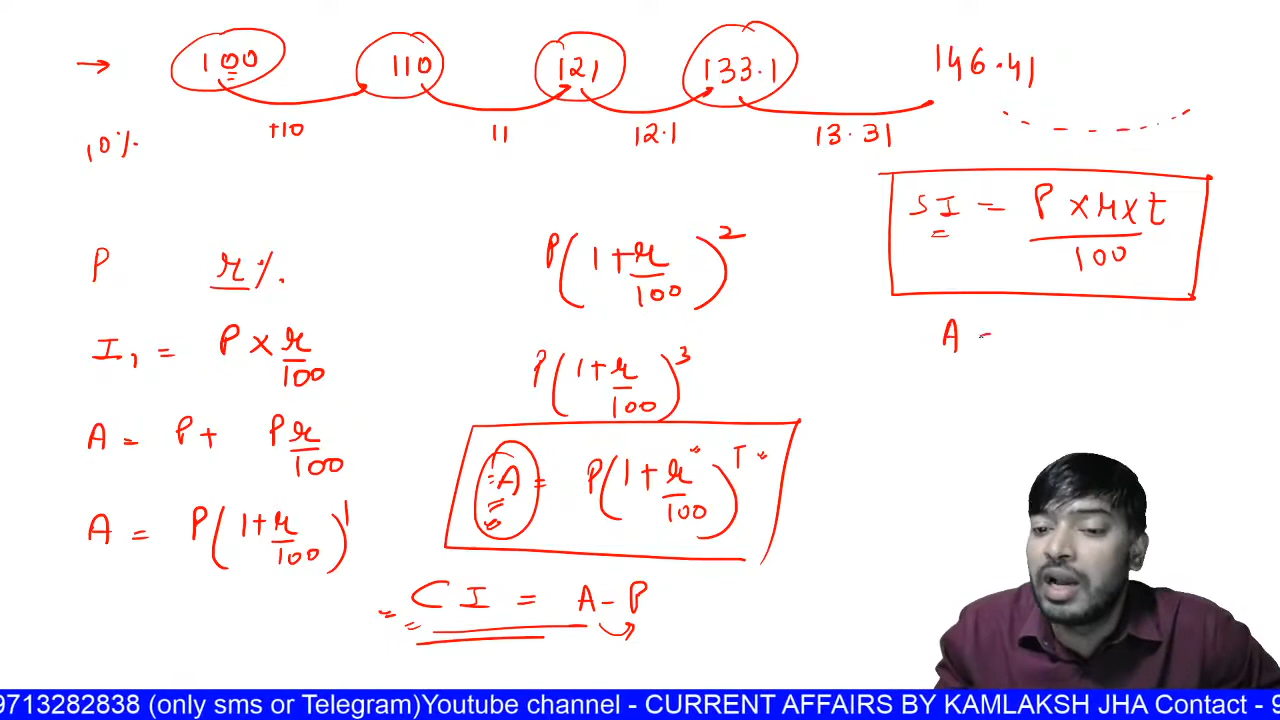 → 100 110 121 133.1 146.41
10% +10 11 12.1 13.31
P r%
I₁ = P × r/100
A = P + Pr/100
A = P(1+r/100)¹
P(1+r/100)²
P(1+r/100)³
A = P(1+r/100)ᵀ
CI = A-P
SI = P×r×t/100
A =
9713282838 (only sms or Telegram)Youtube channel - CURRENT AFFAIRS BY KAMLAKSH JHA Contact - 9